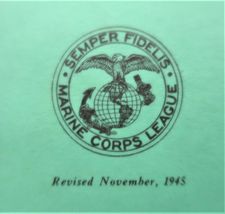 SEMPER FIDELIS
MARINE CORPS LEAGUE
Revised November, 1945